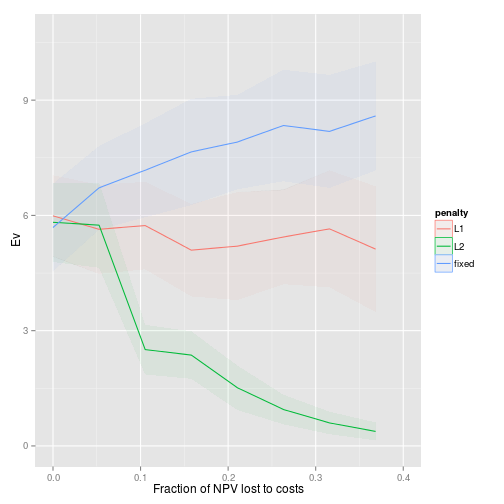 9
6
3
0
Ev
0.0 0.1 0.2 0.3 0.4
Fraction of NPV lost to costs
penalty
L1
L2
fixed